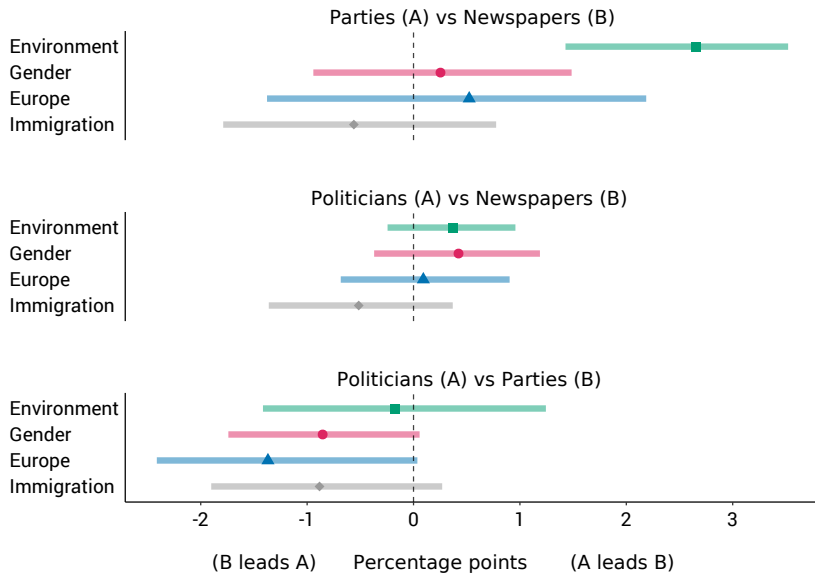 Parties (A) vs Newspapers (B)
Environment
Gender
Europe
Immigration
Politicians (A) vs Newspapers (B)
Environment
Gender
Europe
Immigration
Politicians (A) vs Parties (B)
Environment
Gender
Europe
Immigration
-2 -1 0 1 2 3
(B leads A) Percentage points (A leads B)